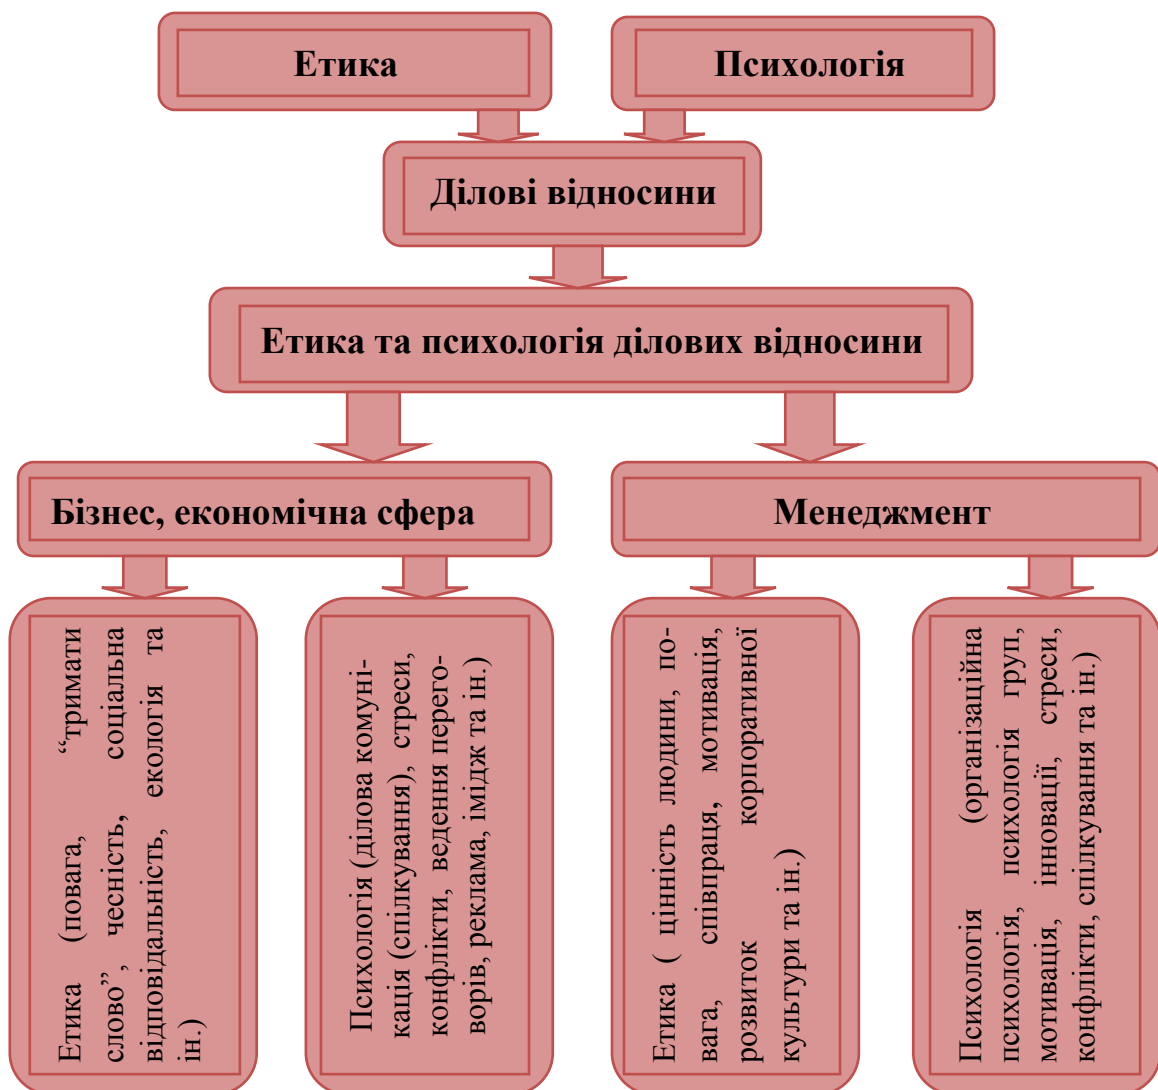 Етика
Психологія
Ділові відносини
Етика та психологія ділових відносини
Бізнес, економічна сфера
Менеджмент
Етика (повага, “тримати
слово”, чесність, соціальна
відповідальність, екологія та
ін.)
Психологія (ділова комуні-
кація (спілкування), стреси,
конфлікти, ведення перего-
ворів, реклама, імідж та ін.)
Етика ( цінність людини, по-
вага, співпраця, мотивація,
розвиток корпоративної
культури та ін.)
Психологія (організаційна
психологія, психологія груп,
мотивація, інновації, стреси,
конфлікти, спілкування та ін.)